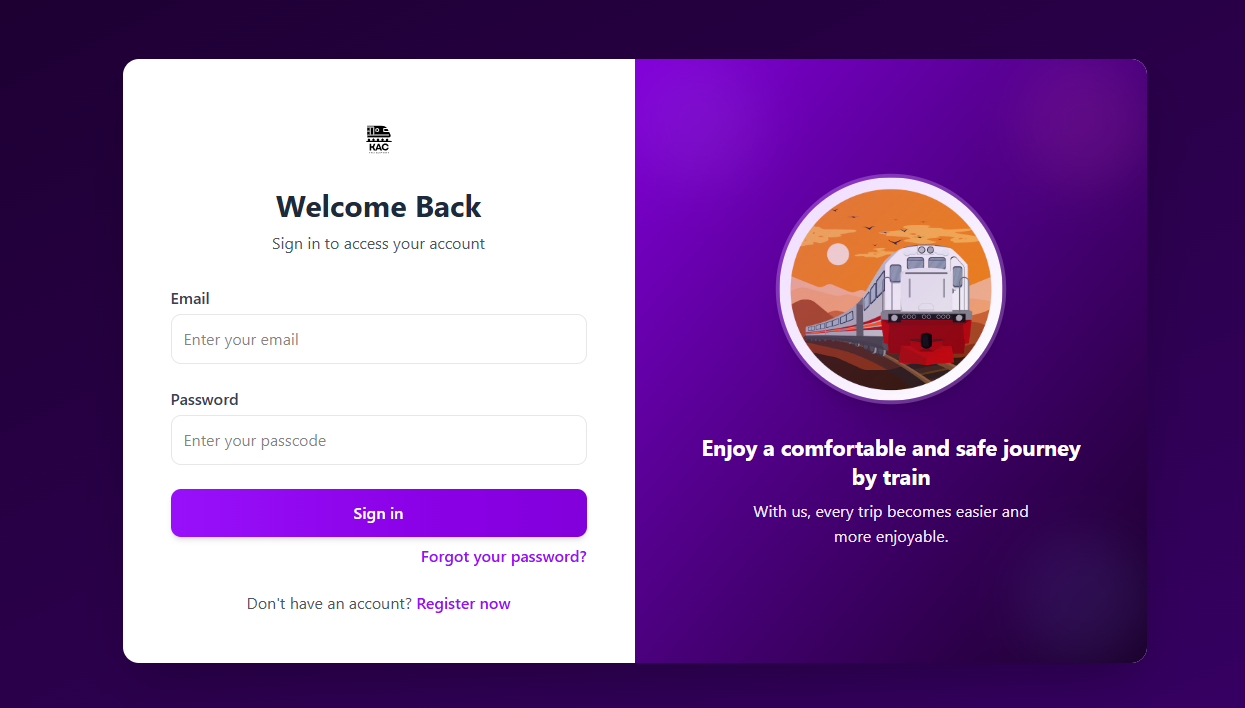 KAC
Welcome Back
Sign in to access your account
Email
Enter your email
Password
Enter your passcode
Sign in
Forgot your password?
Don't have an account? Register now
Enjoy a comfortable and safe journey
by train
With us, every trip becomes easier and
more enjoyable.